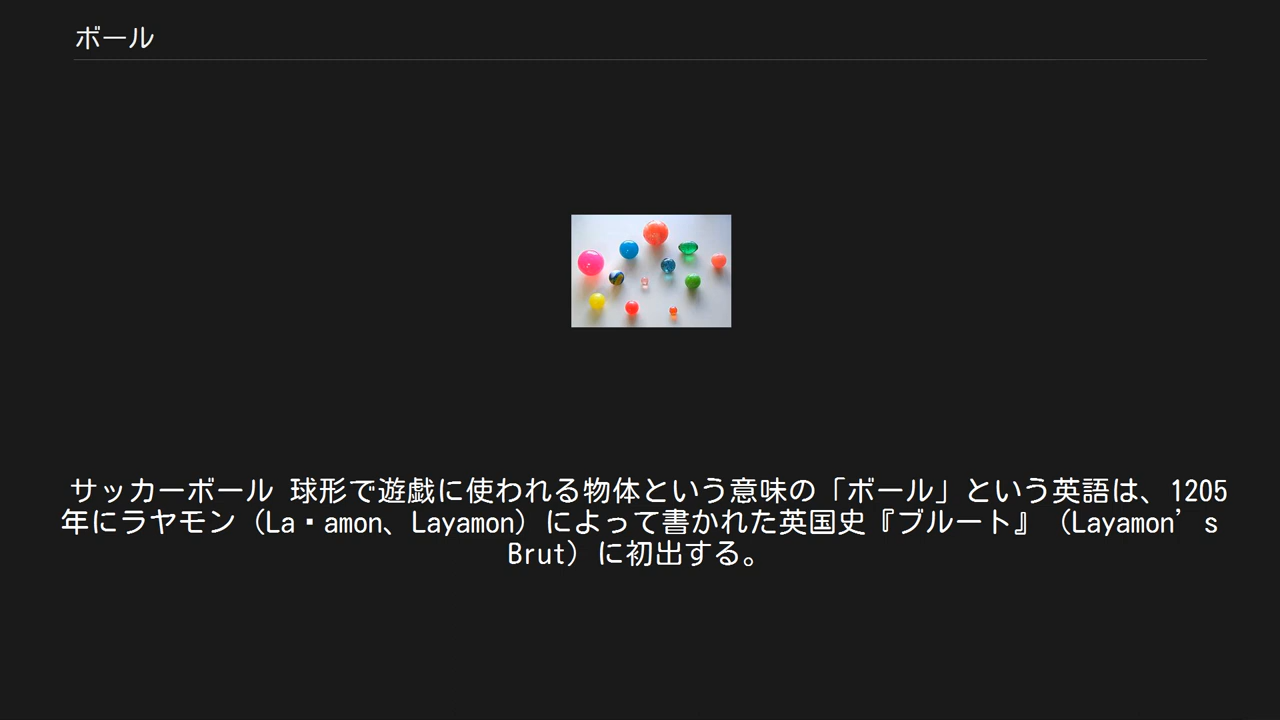 ボール
サッカーボール 球形で遊戯に使われる物体という意味の「ボール」という英語は、1205
年にラヤモン（La▪amon、Layamon）によって書かれた英国史『ブルート』（Layamon’s
Brut）に初出する。